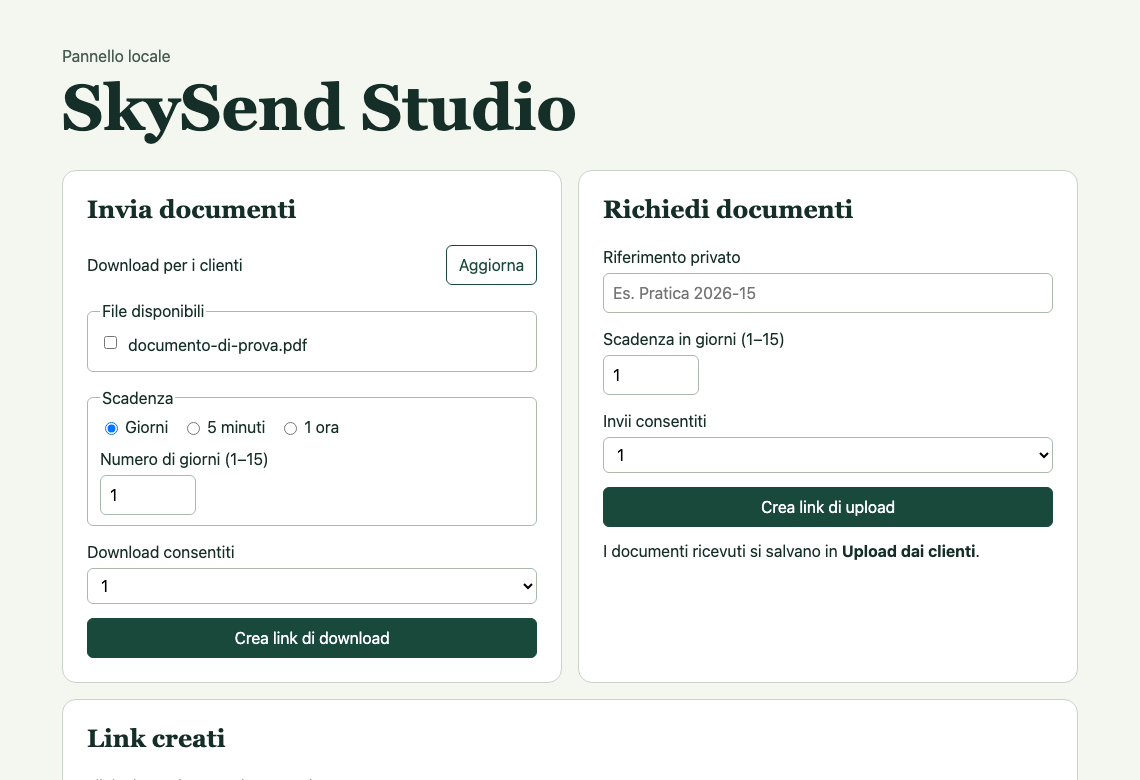 Pannello locale
SkySend Studio
Invia documenti
Download per i clienti
Aggiorna
File disponibili
documento-di-prova.pdf
Scadenza
Giorni
5 minuti
1 ora
Numero di giorni (1–15)
1
Download consentiti
1
Crea link di download
Richiedi documenti
Riferimento privato
Es. Pratica 2026-15
Scadenza in giorni (1–15)
1
Invii consentiti
1
Crea link di upload
I documenti ricevuti si salvano in Upload dai clienti.
Link creati